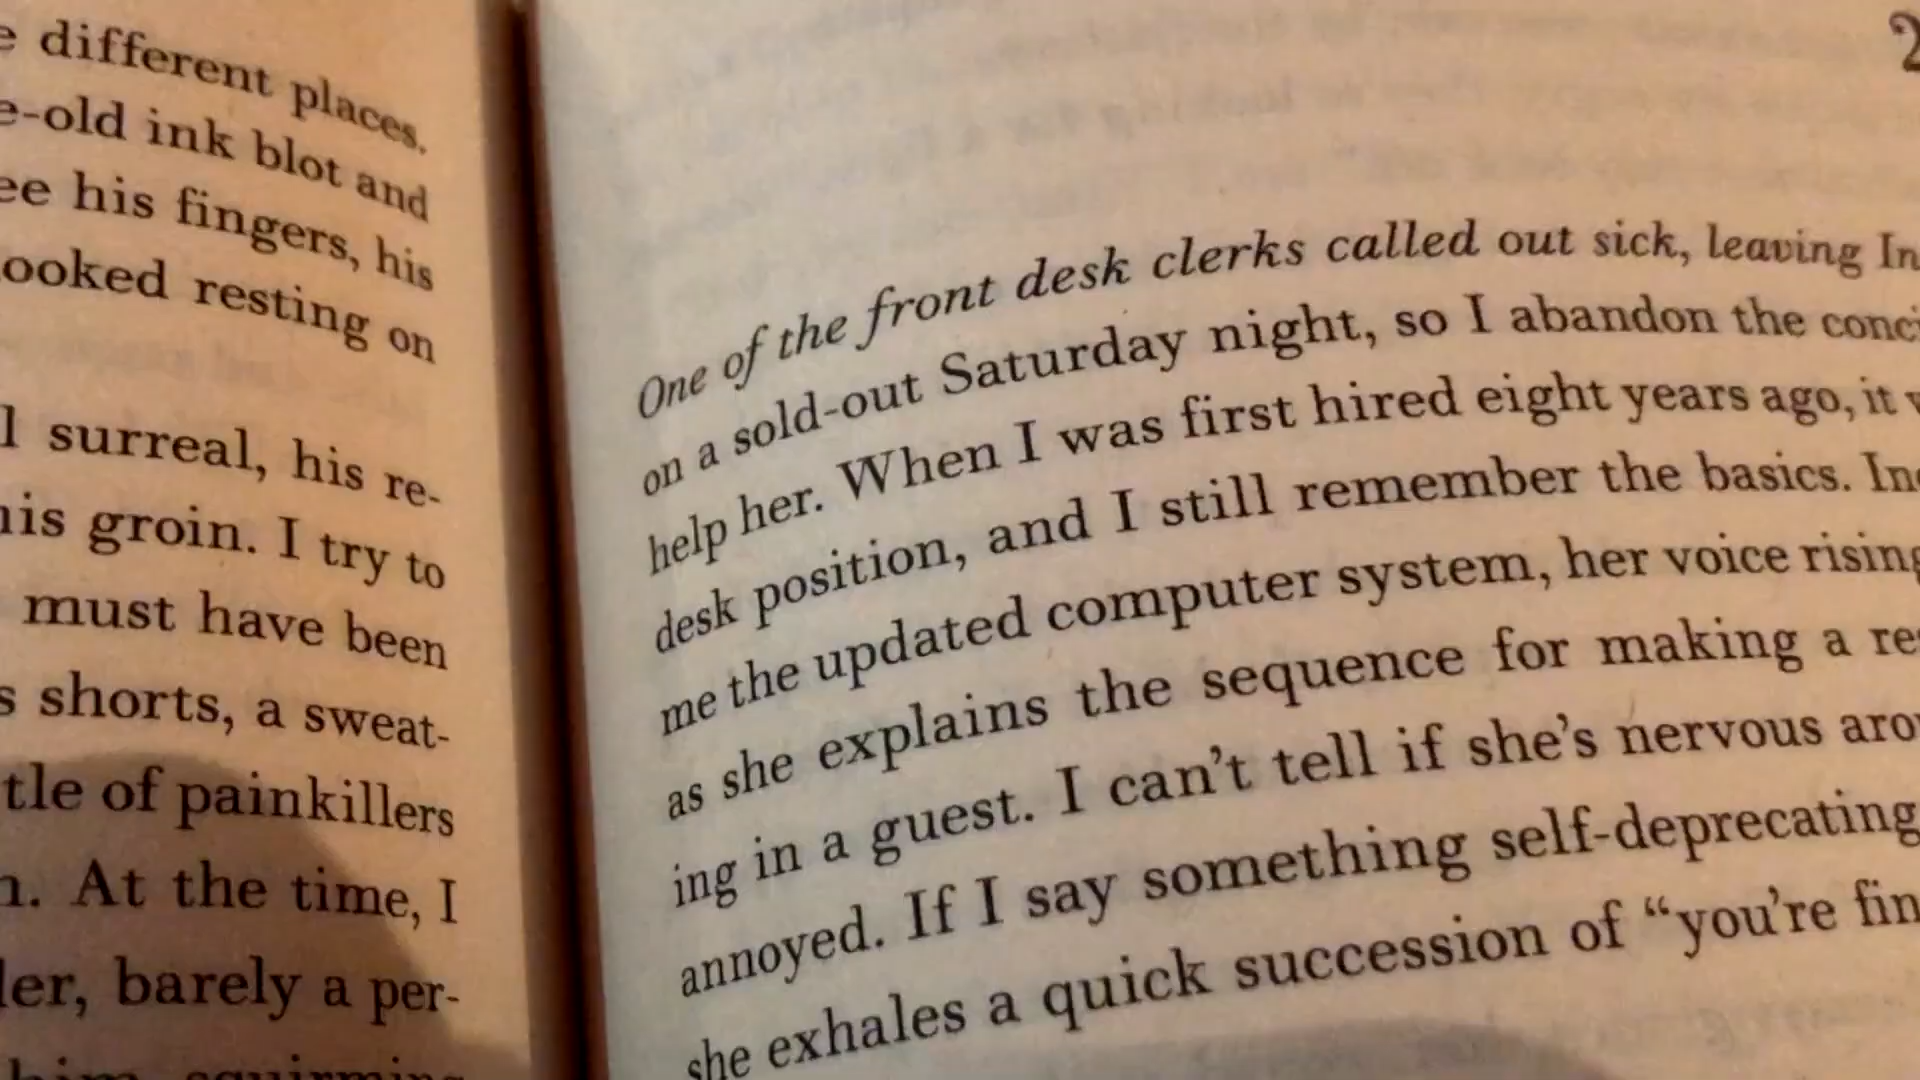 different places.
-old ink blot and
his fingers, his
ooked resting on
surreal, his re-
his groin. I try to
must have been
shorts, a sweat-
tle of painkillers
At the time, I
ler, barely a per-
him squirming
2
One of the front desk clerks called out sick, leaving In
on a sold-out Saturday night, so I abandon the conci
help her. When I was first hired eight years ago, it
desk position, and I still remember the basics. In
me the updated computer system, her voice rising
as she explains the sequence for making a re
ing in a guest. I can't tell if she's nervous aro
annoyed. If I say something self-deprecating
she exhales a quick succession of “you're fin